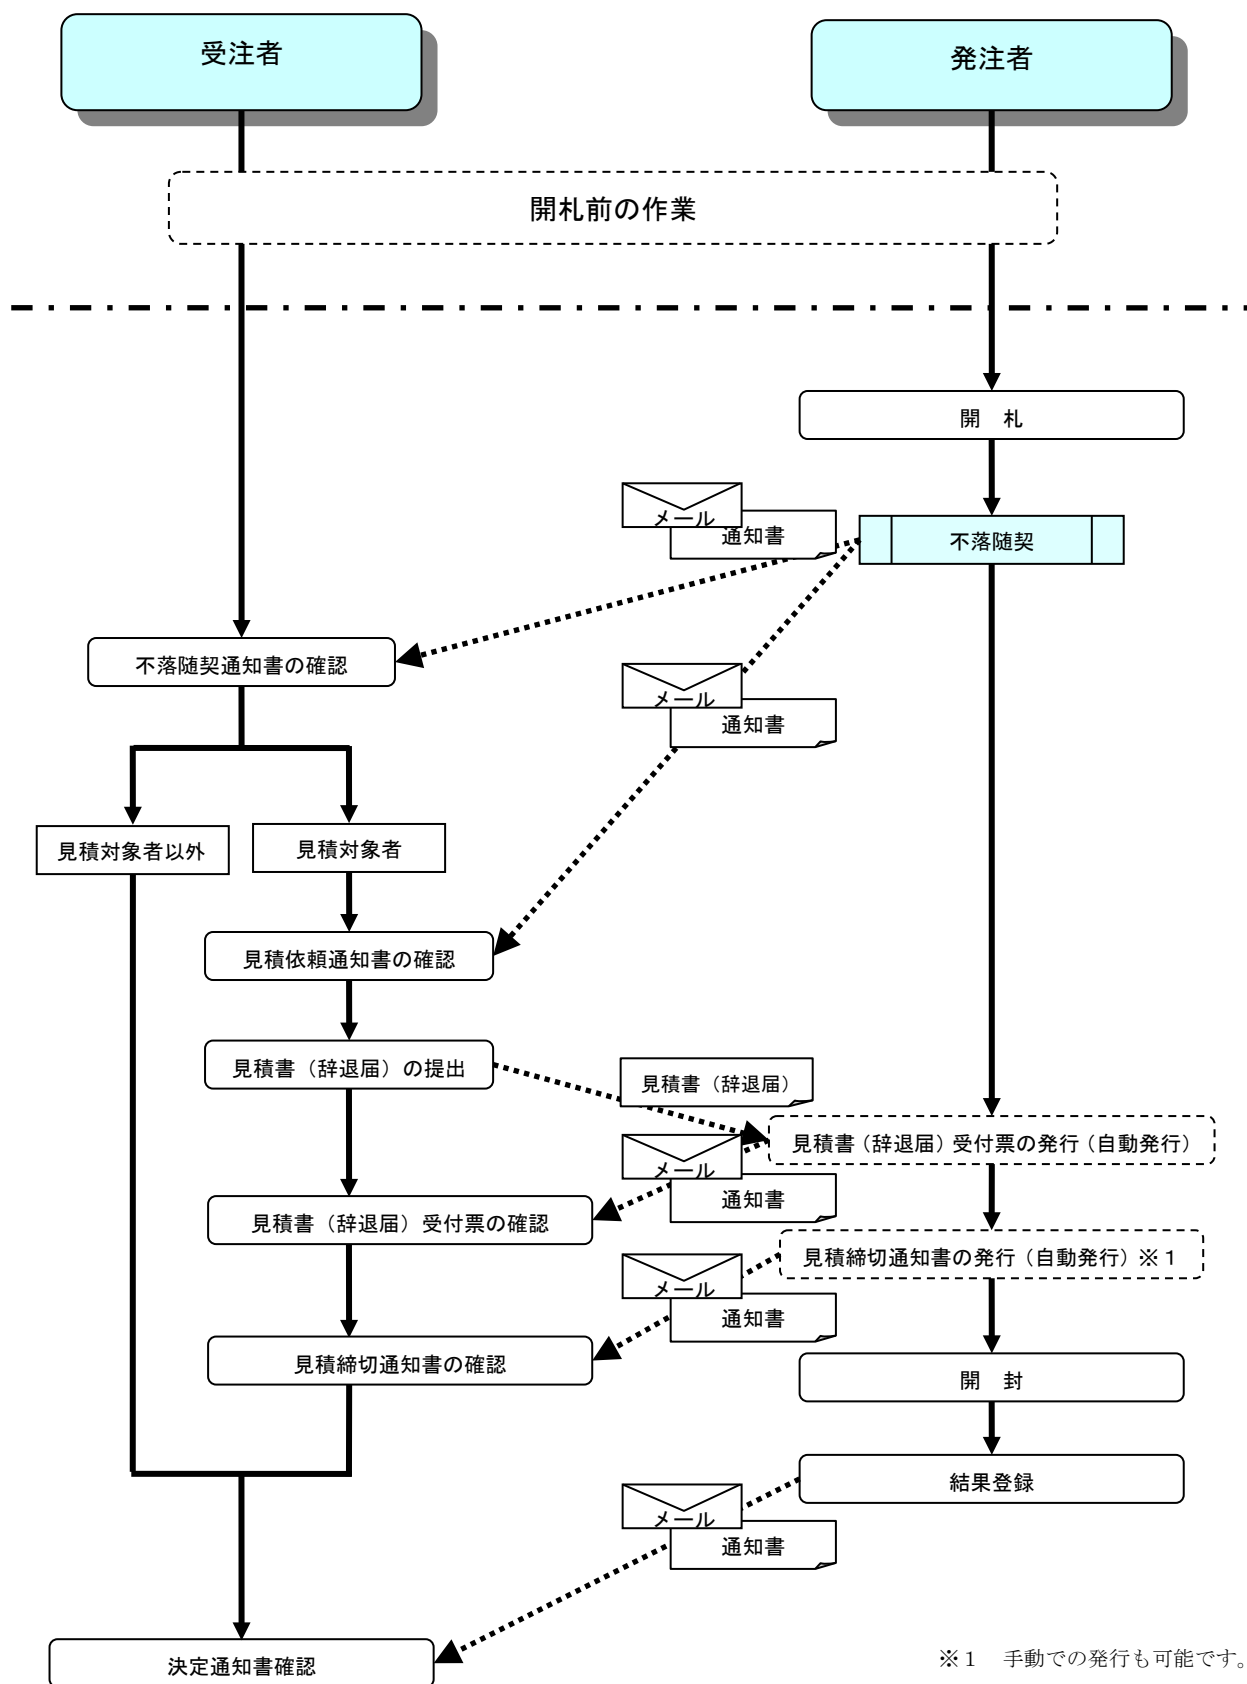 受注者
発注者
開札前の作業
開　札
メール
通知書
不落随契
不落随契通知書の確認
メール
通知書
見積対象者以外
見積対象者
見積依頼通知書の確認
見積書（辞退届）の提出
見積書（辞退届）
見積書（辞退届）受付票の発行（自動発行）
メール
通知書
見積書（辞退届）受付票の確認
見積締切通知書の発行（自動発行）※１
メール
通知書
見積締切通知書の確認
開　封
結果登録
メール
通知書
決定通知書確認
※１　手動での発行も可能です。